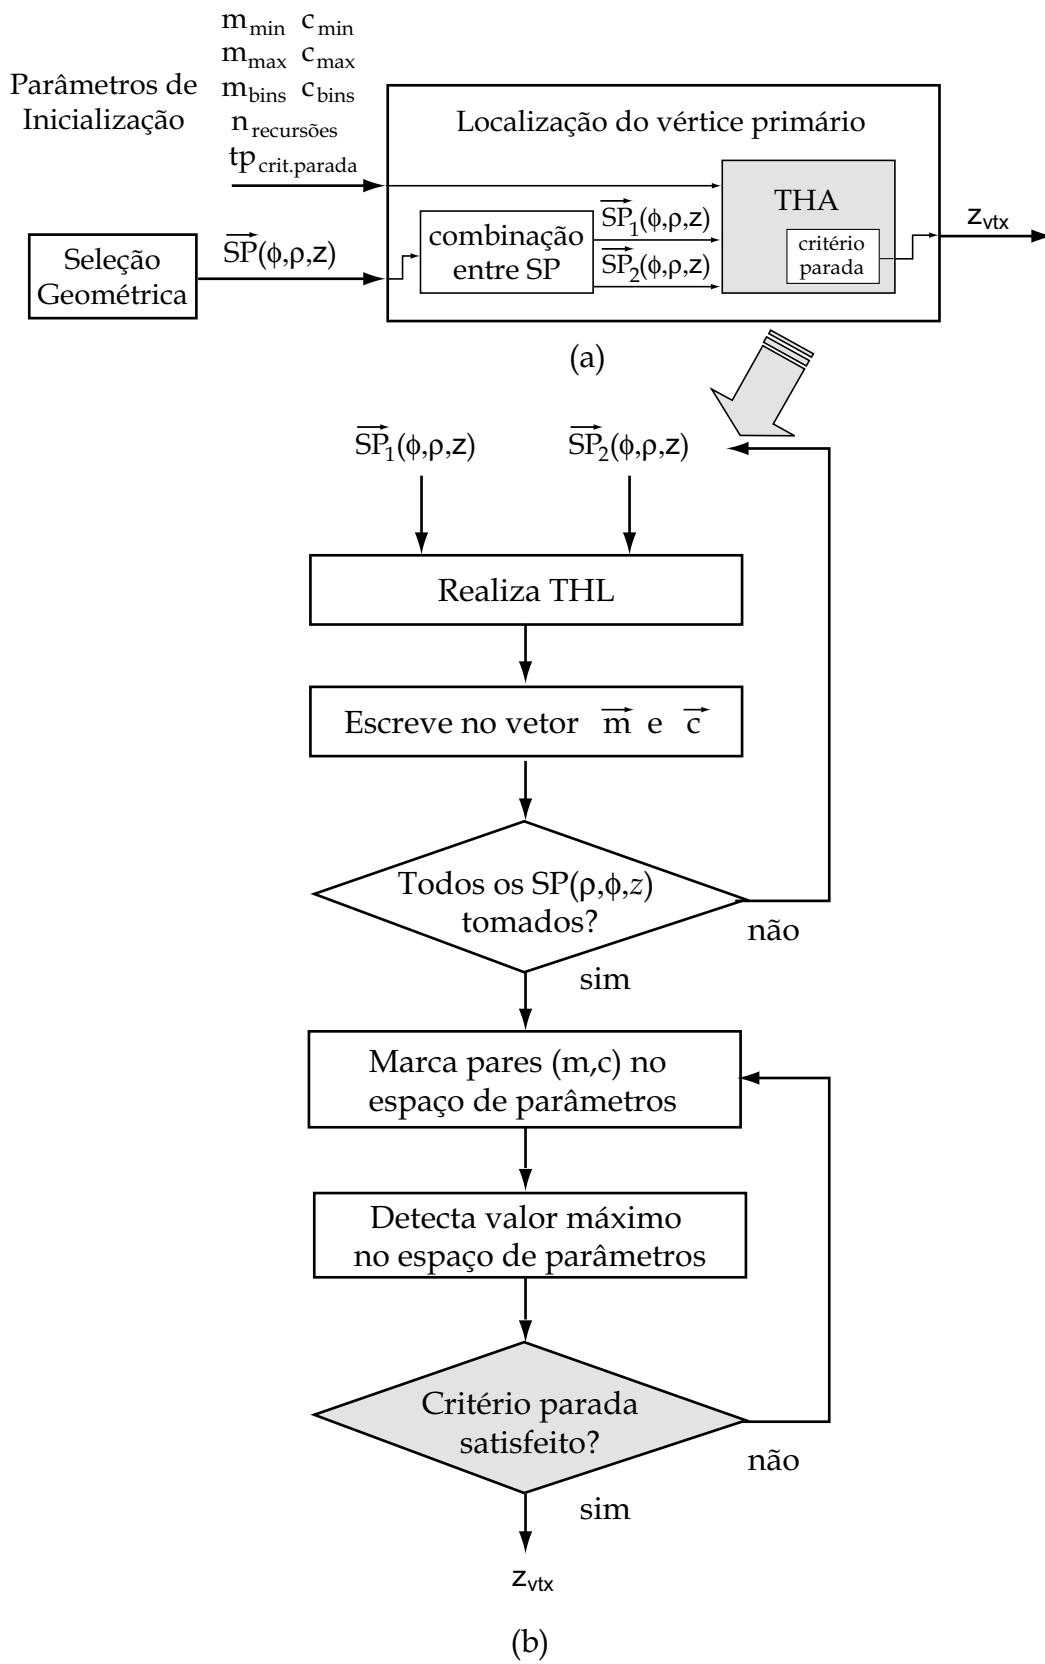 m_min c_min
m_max c_max
m_bins c_bins
n_recursões
tp_crit.parada
Parâmetros de
Inicialização
Localização do vértice primário
THA
critério
parada
z_vtx
combinação
entre SP
SP₁(ϕ,ρ,z)
SP₂(ϕ,ρ,z)
SP(ϕ,ρ,z)
Seleção
Geométrica
(a)
SP₁(ϕ,ρ,z)
SP₂(ϕ,ρ,z)
Realiza THL
Escreve no vetor m e c
Todos os SP(ρ,ϕ,z)
tomados?
não
sim
Marca pares (m,c) no
espaço de parâmetros
Detecta valor máximo
no espaço de parâmetros
Critério parada
satisfeito?
não
sim
z_vtx
(b)